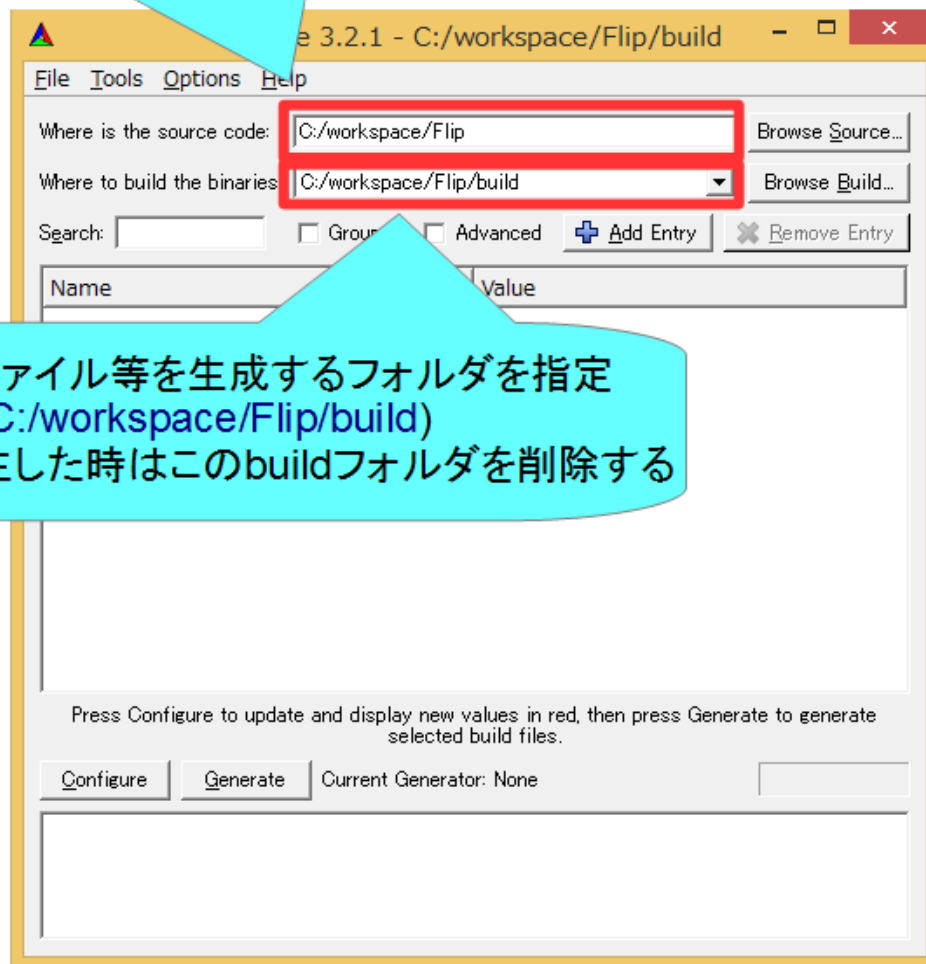 e 3.2.1 - C:/workspace/Flip/build
File Tools Options Help
Where is the source code: C:/workspace/Flip Browse Source...
Where to build the binaries C:/workspace/Flip/build Browse Build...
Search: Group Advanced Add Entry Remove Entry
Name Value
ァイル等を生成するフォルダを指定
C:/workspace/Flip/build)
した時はこのbuildフォルダを削除する
Press Configure to update and display new values in red, then press Generate to generate
selected build files.
Configure Generate Current Generator: None